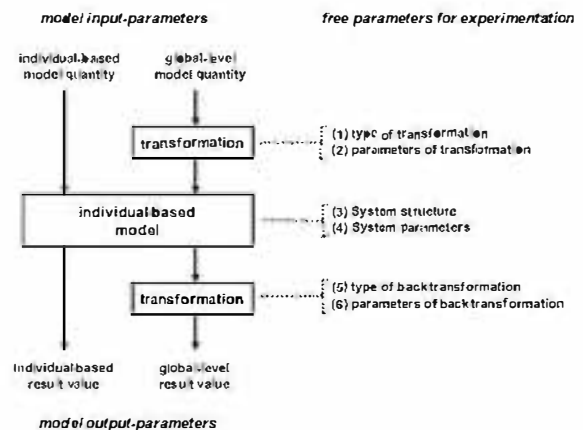 model input-parameters
free parameters for experimentation
individual-based
model quantity
global-level
model quantity
transformation
(1) type of transformation
(2) parameters of transformation
individual-based
model
(3) System structure
(4) System parameters
transformation
(5) type of backtransformation
(6) parameters of backtransformation
individual-based
result value
global-level
result value
model output-parameters